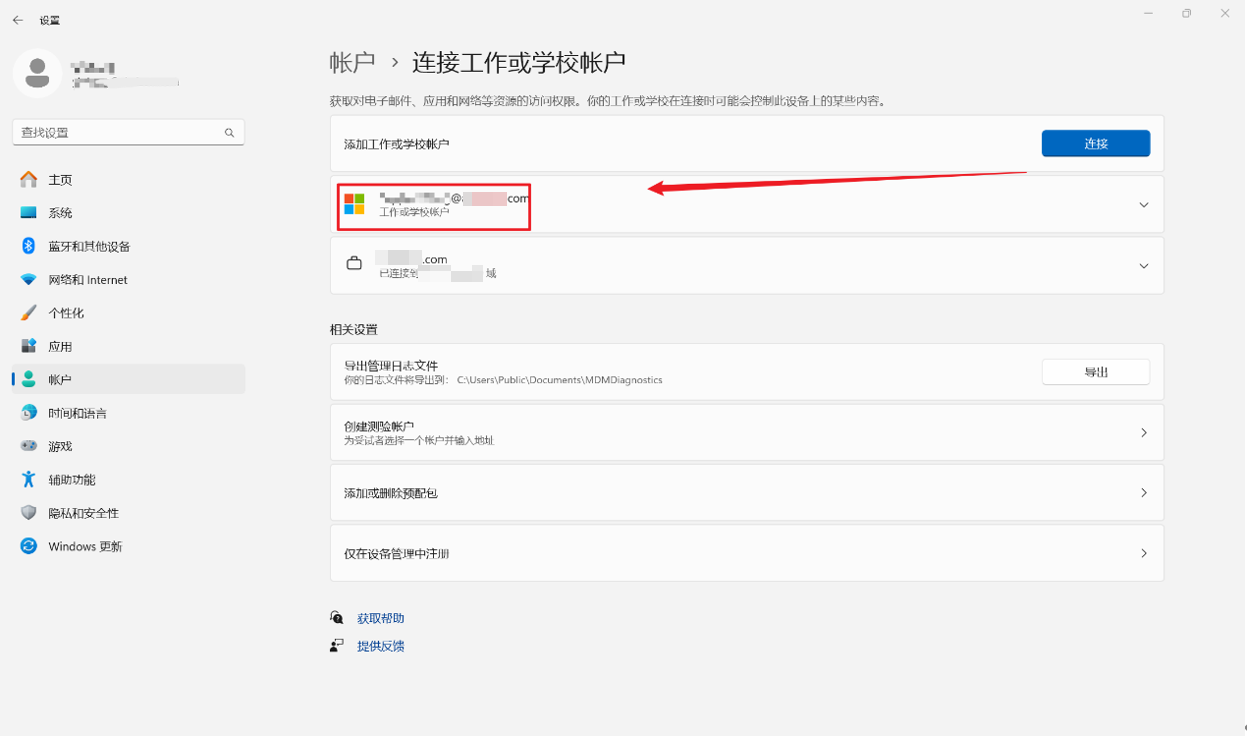 设置
查找设置
主页
系统
蓝牙和其他设备
网络和 Internet
个性化
应用
帐户
时间和语言
游戏
辅助功能
隐私和安全性
Windows 更新
帐户 › 连接工作或学校帐户
获取对电子邮件、应用和网络等资源的访问权限。你的工作或学校在连接时可能会控制此设备上的某些内容。
添加工作或学校帐户
连接
@ com
工作或学校帐户
.com
已连接到 域
相关设置
导出管理日志文件
你的日志文件将导出到: C:\Users\Public\Documents\MDMDiagnostics
导出
创建测验帐户
为受试者选择一个帐户并输入地址
添加或删除预配包
仅在设备管理中注册
获取帮助
提供反馈